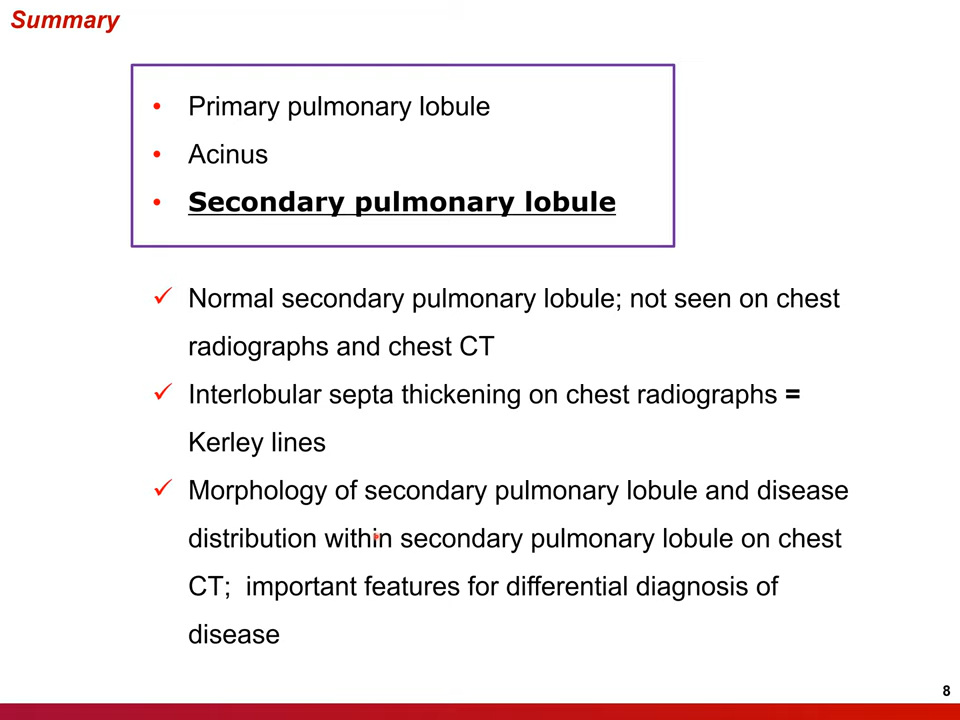 Summary
• Primary pulmonary lobule
• Acinus
• Secondary pulmonary lobule
✓ Normal secondary pulmonary lobule; not seen on chest
radiographs and chest CT
✓ Interlobular septa thickening on chest radiographs =
Kerley lines
✓ Morphology of secondary pulmonary lobule and disease
distribution within secondary pulmonary lobule on chest
CT;  important features for differential diagnosis of
disease
8